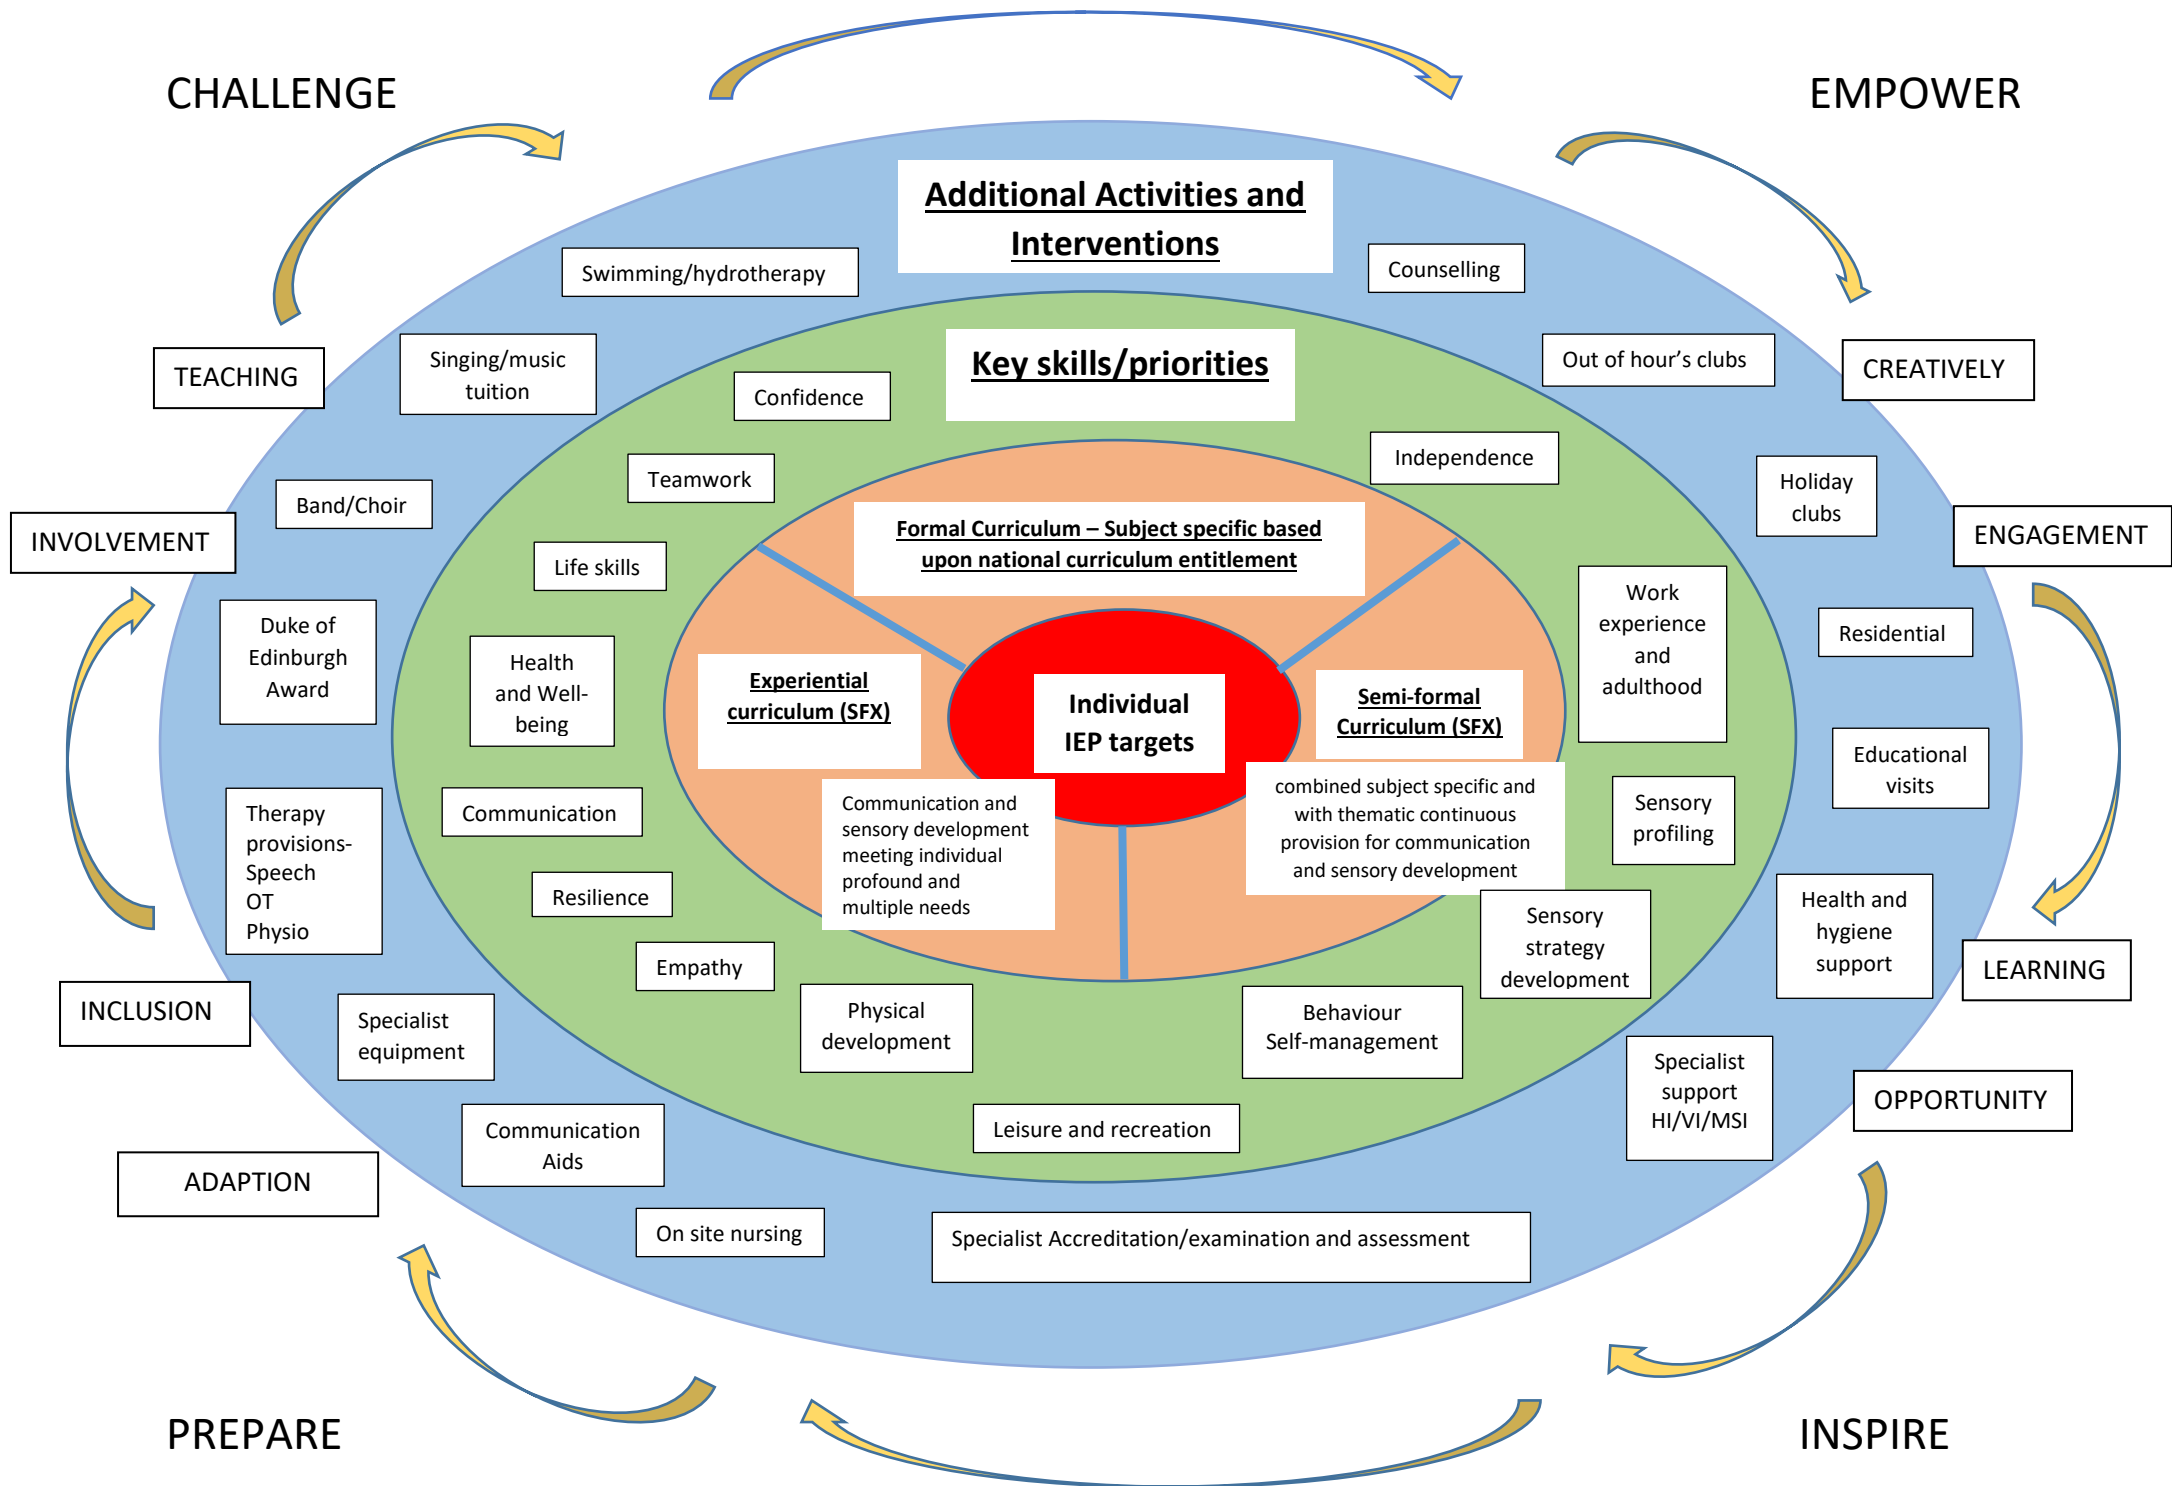 CHALLENGE
EMPOWER
Additional Activities and
Interventions
Swimming/hydrotherapy
Counselling
Singing/music
tuition
Key skills/priorities
Out of hour’s clubs
TEACHING
CREATIVELY
Confidence
Teamwork
Independence
Band/Choir
Holiday
clubs
INVOLVEMENT
ENGAGEMENT
Formal Curriculum – Subject specific based
upon national curriculum entitlement
Life skills
Work
experience
and
adulthood
Duke of
Edinburgh
Award
Residential
Health
and Well-
being
Experiential
curriculum (SFX)
Individual
IEP targets
Semi-formal
Curriculum (SFX)
Educational
visits
Communication
Communication and
sensory development
meeting individual
profound and
multiple needs
combined subject specific and
with thematic continuous
provision for communication
and sensory development
Sensory
profiling
Therapy
provisions-
Speech
OT
Physio
Resilience
Sensory
strategy
development
Health and
hygiene
support
Empathy
LEARNING
INCLUSION
Specialist
equipment
Physical
development
Behaviour
Self-management
Specialist
support
HI/VI/MSI
OPPORTUNITY
Communication
Aids
Leisure and recreation
ADAPTION
On site nursing
Specialist Accreditation/examination and assessment
PREPARE
INSPIRE